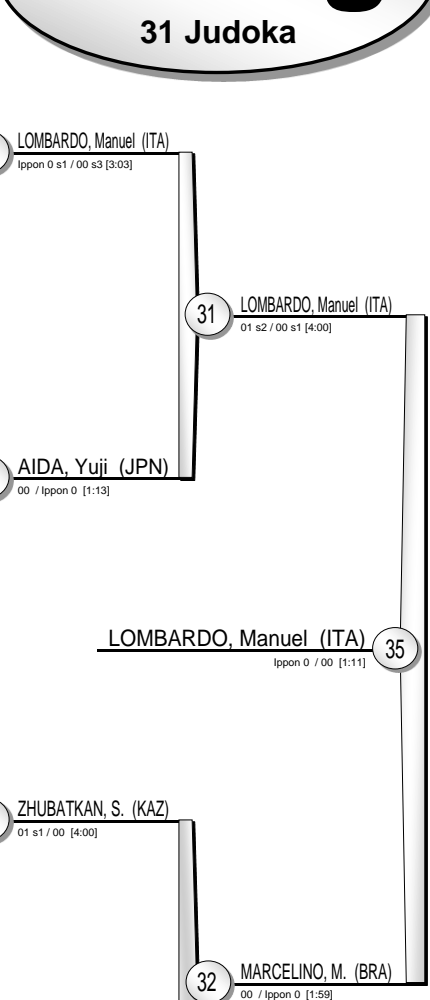 31 Judoka
LOMBARDO, Manuel (ITA)
Ippon 0 s1 / 00 s3 [3:03]
31
LOMBARDO, Manuel (ITA)
01 s2 / 00 s1 [4:00]
AIDA, Yuji (JPN)
00 / Ippon 0 [1:13]
LOMBARDO, Manuel (ITA)
35
Ippon 0 / 00 [1:11]
ZHUBATKAN, S. (KAZ)
01 s1 / 00 [4:00]
32
MARCELINO, M. (BRA)
00 / Ippon 0 [1:59]